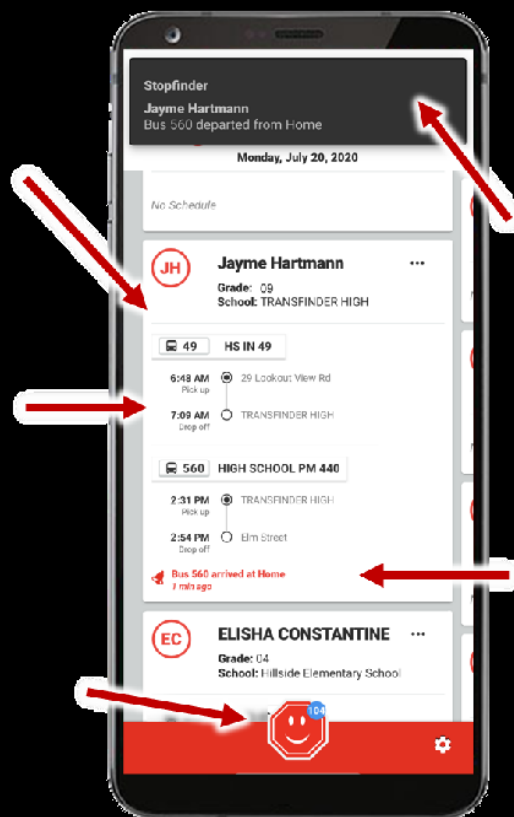 Stopfinder
Jayme Hartmann
Bus 560 departed from Home
Monday, July 20, 2020
No Schedule
JH Jayme Hartmann ...
Grade: 09
School: TRANSFINDER HIGH
49 HS IN 49
6:48 AM 29 Lookout View Rd
Pick up
7:09 AM TRANSFINDER HIGH
Drop off
560 HIGH SCHOOL PM 440
2:31 PM TRANSFINDER HIGH
Pick up
2:54 PM Elm Street
Drop off
Bus 560 arrived at Home
1 min ago
EC ELISHA CONSTANTINE ...
Grade: 04
School: Hillside Elementary School
104